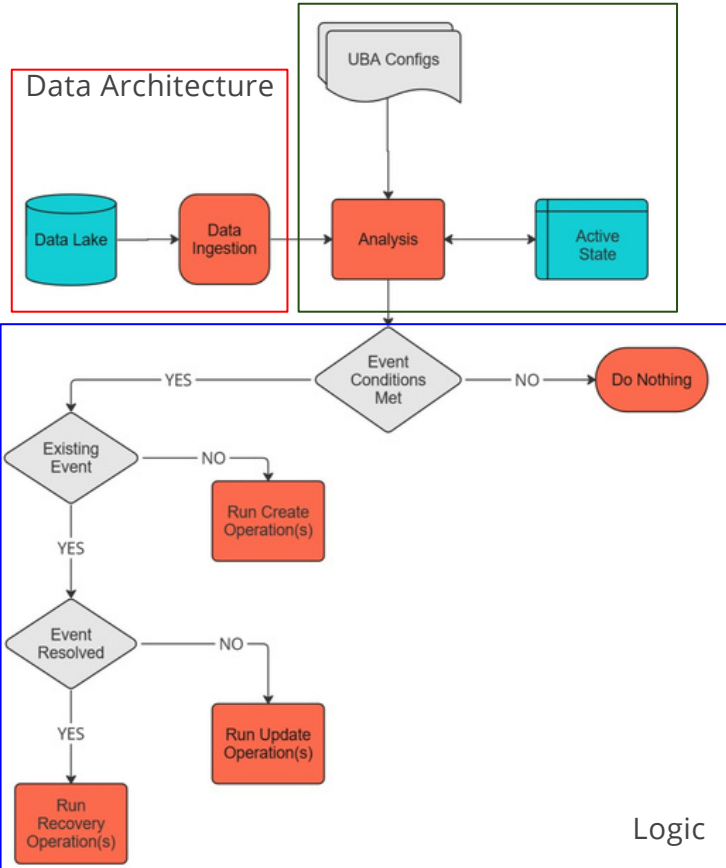 UBA Configs
Data Architecture
Data Lake
Data
Ingestion
Analysis
Active
State
Event
Conditions
Met
YES
NO
Do Nothing
Existing
Event
NO
Run Create
Operation(s)
YES
Event
Resolved
NO
Run Update
Operation(s)
YES
Run
Recovery
Operation(s)
Logic